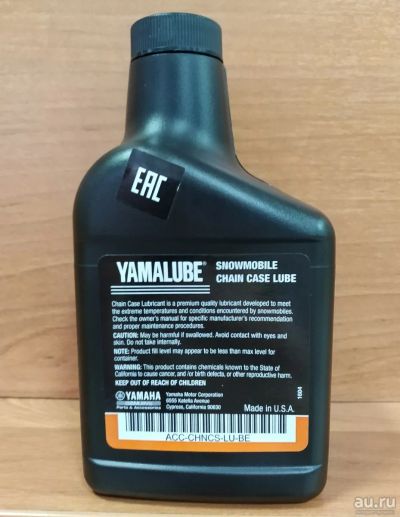 au.ru
EAC
YAMALUBE® SNOWMOBILE
CHAIN CASE LUBE
Chain Case Lubricant is a premium quality lubricant developed to meet
the extreme temperatures and conditions encountered by snowmobiles.
Check the owner's manual for specific manufacturer's recommendation
and proper maintenance procedures.
CAUTION: May be harmful if swallowed. Avoid contact with eyes and
skin. Do not take internally.
NOTE: Product fill level may appear to be less than max level for
container.
WARNING: This product contains chemicals known to the State of
California to cause cancer, and/or birth defects, or other reproductive harm.
KEEP OUT OF REACH OF CHILDREN
1604
YAMAHA
Parts & Accessories
Yamaha Motor Corporation
6555 Katella Avenue
Cypress, California 90630
Made in U.S.A.
ACC-CHNCS-LU-BE
au.ru